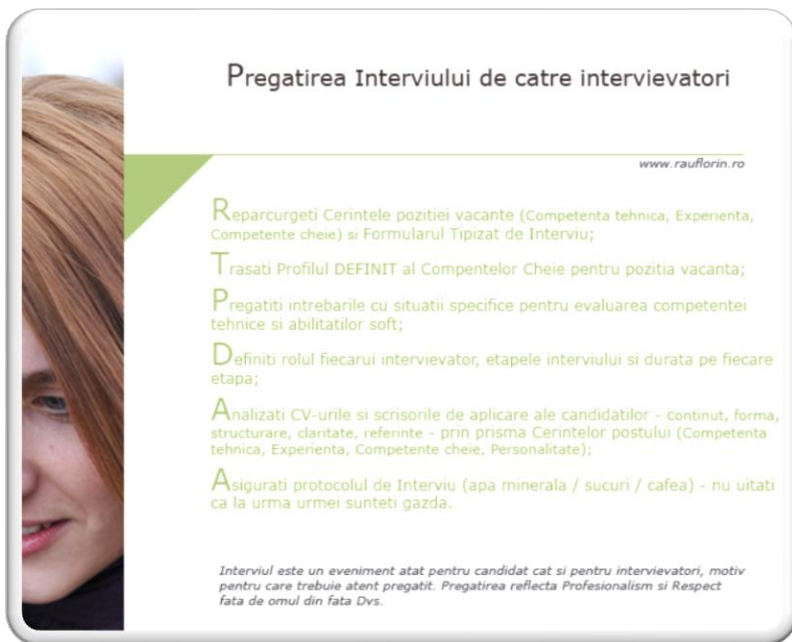 Pregatirea Interviului de catre intervievatori
www.rauflorin.ro
Reparcurgeti Cerintele pozitiei vacante (Competenta tehnica, Experienta,
Competente cheie) si Formularul Tipizat de Interviu;
Trasati Profilul DEFINIT al Compentelor Cheie pentru pozitia vacanta;
Pregatiti intrebarile cu situatii specifice pentru evaluarea competentei
tehnice si abilitatilor soft;
Definiti rolul fiecarui intervievator, etapele interviului si durata pe fiecare
etapa;
Analizati CV-urile si scrisorile de aplicare ale candidatilor - continut, forma,
structurare, claritate, referinte - prin prisma Cerintelor postului (Competenta
tehnica, Experienta, Competente cheie, Personalitate);
Asigurati protocolul de Interviu (apa minerala / sucuri / cafea) - nu uitati
ca la urma urmei sunteti gazda.
Interviul este un eveniment atat pentru candidat cat si pentru intervievatori, motiv
pentru care trebuie atent pregatit. Pregatirea reflecta Profesionalism si Respect
fata de omul din fata Dvs.